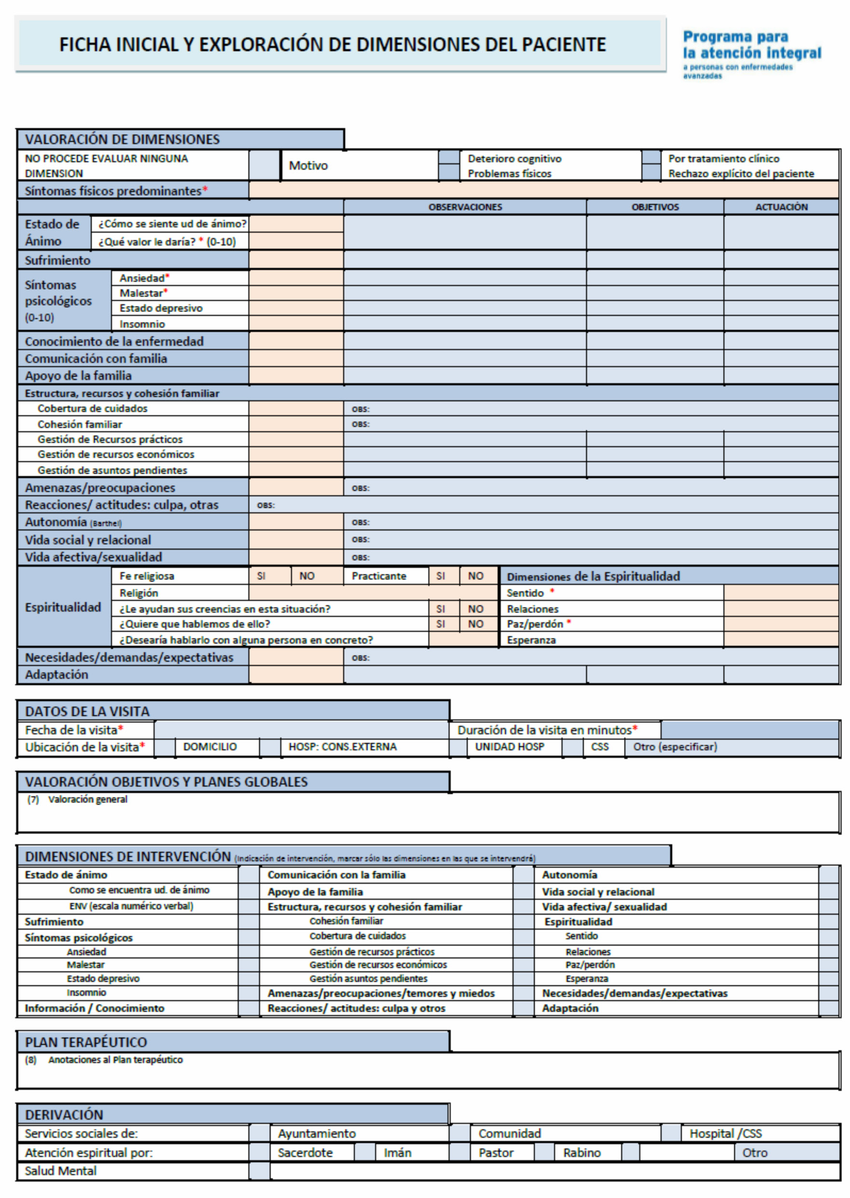 FICHA INICIAL Y EXPLORACIÓN DE DIMENSIONES DEL PACIENTE
Programa para
la atención integral
a personas con enfermedades
avanzadas
VALORACIÓN DE DIMENSIONES
NO PROCEDE EVALUAR NINGUNA
DIMENSION
Motivo
Deterioro cognitivo
Por tratamiento clínico
Problemas físicos
Rechazo explícito del paciente
Síntomas físicos predominantes*
OBSERVACIONES OBJETIVOS ACTUACIÓN
Estado de
Ánimo
¿Cómo se siente ud de ánimo?
¿Qué valor le daría? * (0-10)
Sufrimiento
Síntomas
psicológicos
(0-10)
Ansiedad*
Malestar*
Estado depresivo
Insomnio
Conocimiento de la enfermedad
Comunicación con familia
Apoyo de la familia
Estructura, recursos y cohesión familiar
Cobertura de cuidados OBS:
Cohesión familiar OBS:
Gestión de Recursos prácticos
Gestión de recursos económicos
Gestión de asuntos pendientes
Amenazas/preocupaciones OBS:
Reacciones/ actitudes: culpa, otras OBS:
Autonomía (Barthel) OBS:
Vida social y relacional OBS:
Vida afectiva/sexualidad OBS:
Espiritualidad
Fe religiosa SI NO Practicante SI NO Dimensiones de la Espiritualidad
Religión Sentido *
¿Le ayudan sus creencias en esta situación? SI NO Relaciones
¿Quiere que hablemos de ello? SI NO Paz/perdón *
¿Desearía hablarlo con alguna persona en concreto? Esperanza
Necesidades/demandas/expectativas OBS:
Adaptación
DATOS DE LA VISITA
Fecha de la visita* Duración de la visita en minutos*
Ubicación de la visita* DOMICILIO HOSP: CONS.EXTERNA UNIDAD HOSP CSS Otro (especificar)
VALORACIÓN OBJETIVOS Y PLANES GLOBALES
(7) Valoración general
DIMENSIONES DE INTERVENCIÓN (Indicación de intervención, marcar sólo las dimensiones en las que se intervendrá)
Estado de ánimo Comunicación con la familia Autonomía
Como se encuentra ud. de ánimo Apoyo de la familia Vida social y relacional
ENV (escala numérico verbal) Estructura, recursos y cohesión familiar Vida afectiva/ sexualidad
Sufrimiento Cohesión familiar Espiritualidad
Síntomas psicológicos Cobertura de cuidados Sentido
Ansiedad Gestión de recursos prácticos Relaciones
Malestar Gestión de recursos económicos Paz/perdón
Estado depresivo Gestión asuntos pendientes Esperanza
Insomnio Amenazas/preocupaciones/temores y miedos Necesidades/demandas/expectativas
Información / Conocimiento Reacciones/ actitudes: culpa y otros Adaptación
PLAN TERAPÉUTICO
(8) Anotaciones al Plan terapéutico
DERIVACIÓN
Servicios sociales de: Ayuntamiento Comunidad Hospital /CSS
Atención espiritual por: Sacerdote Imán Pastor Rabino Otro
Salud Mental